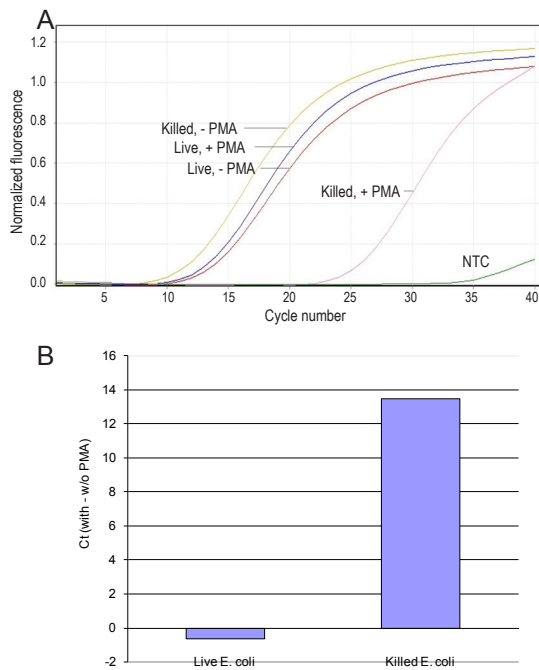 A
Normalized fluorescence
1.2
1.0
0.8
0.6
0.4
0.2
0.0
Killed, - PMA
Live, + PMA
Live, - PMA
Killed, + PMA
NTC
5
10
15
20
25
30
35
40
Cycle number
B
Ct (with - w/o PMA)
16
14
12
10
8
6
4
2
0
-2
Live E. coli
Killed E. coli